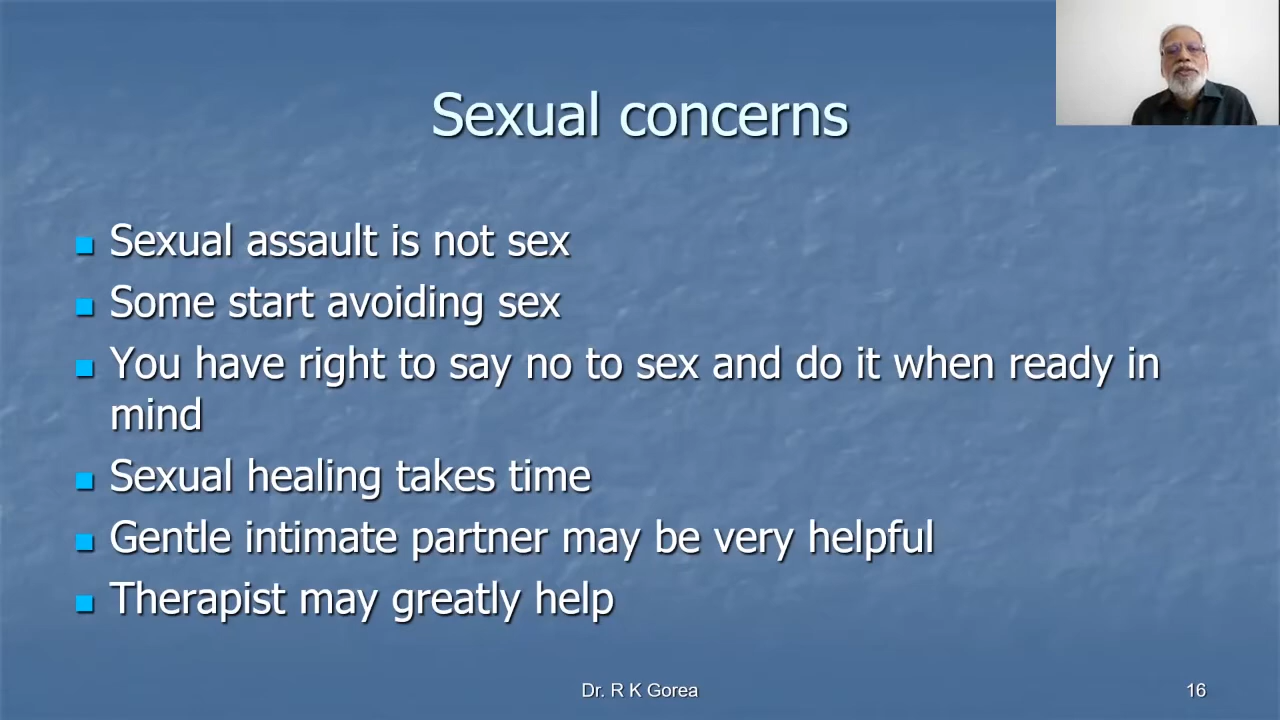 Sexual concerns
Sexual assault is not sex
Some start avoiding sex
You have right to say no to sex and do it when ready in
mind
Sexual healing takes time
Gentle intimate partner may be very helpful
Therapist may greatly help
Dr. R K Gorea
16